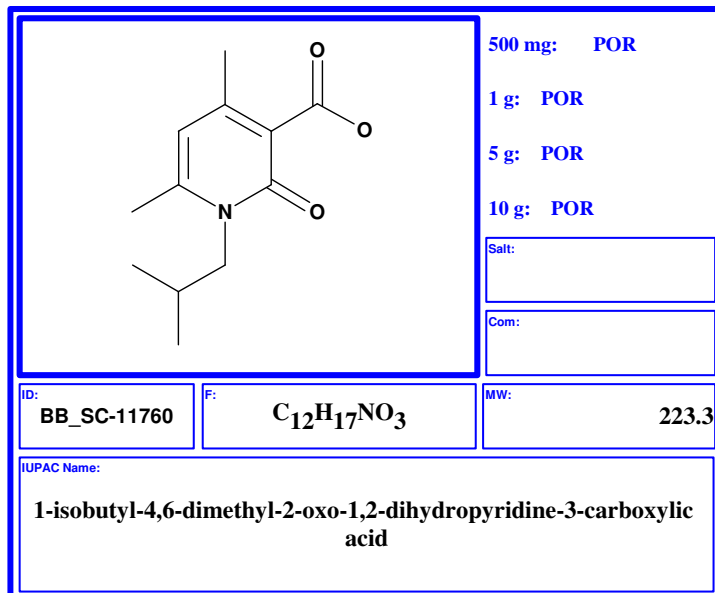 O
O
N
O
500 mg: POR
1 g: POR
5 g: POR
10 g: POR
Salt:
Com:
ID:
BB_SC-11760
F:
C12H17NO3
MW:
223.3
IUPAC Name:
1-isobutyl-4,6-dimethyl-2-oxo-1,2-dihydropyridine-3-carboxylic
acid